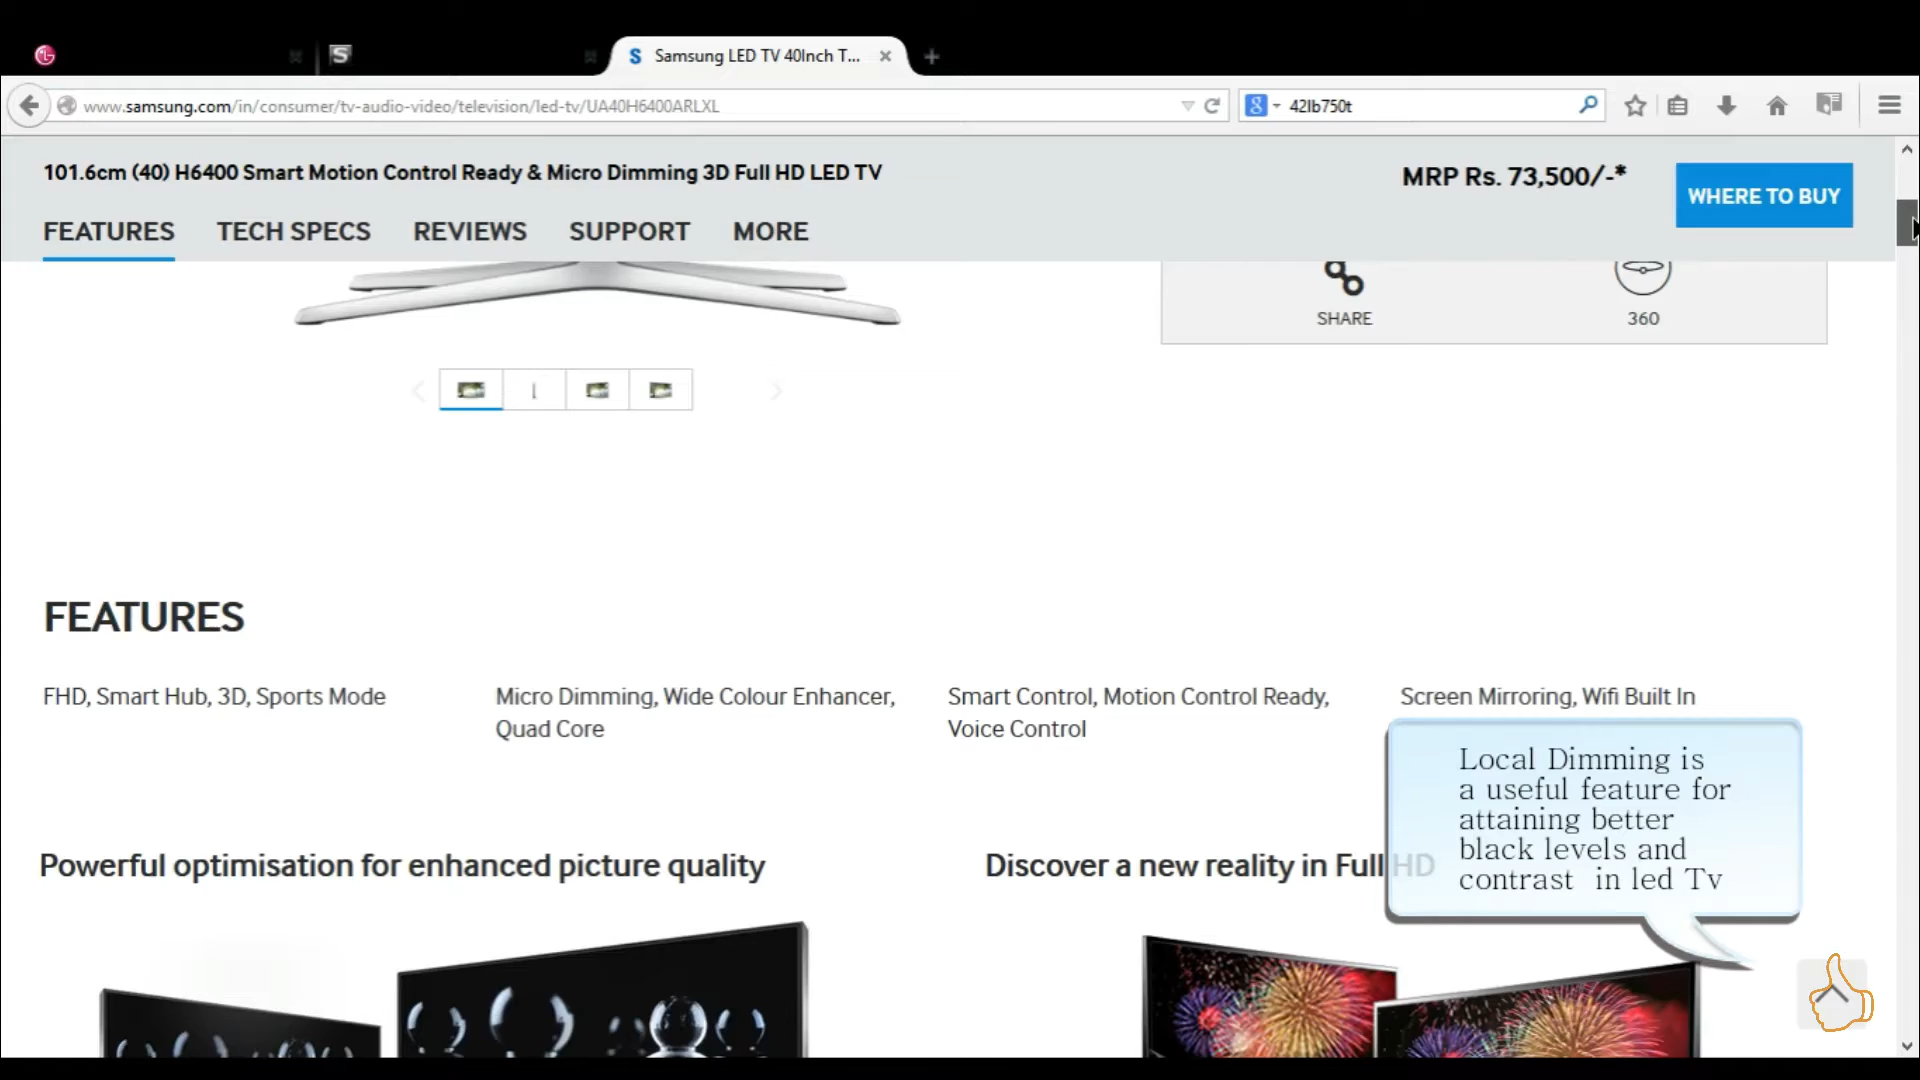 S
S Samsung LED TV 40Inch T...
www.samsung.com/in/consumer/tv-audio-video/television/led-tv/UA40H6400ARLXL
8 42lb750t
101.6cm (40) H6400 Smart Motion Control Ready & Micro Dimming 3D Full HD LED TV
MRP Rs. 73,500/-*
WHERE TO BUY
FEATURES TECH SPECS REVIEWS SUPPORT MORE
SHARE
360
FEATURES
FHD, Smart Hub, 3D, Sports Mode
Micro Dimming, Wide Colour Enhancer,
Quad Core
Smart Control, Motion Control Ready,
Voice Control
Screen Mirroring, Wifi Built In
Local Dimming is
a useful feature for
attaining better
black levels and
contrast in led Tv
Powerful optimisation for enhanced picture quality
Discover a new reality in Full HD